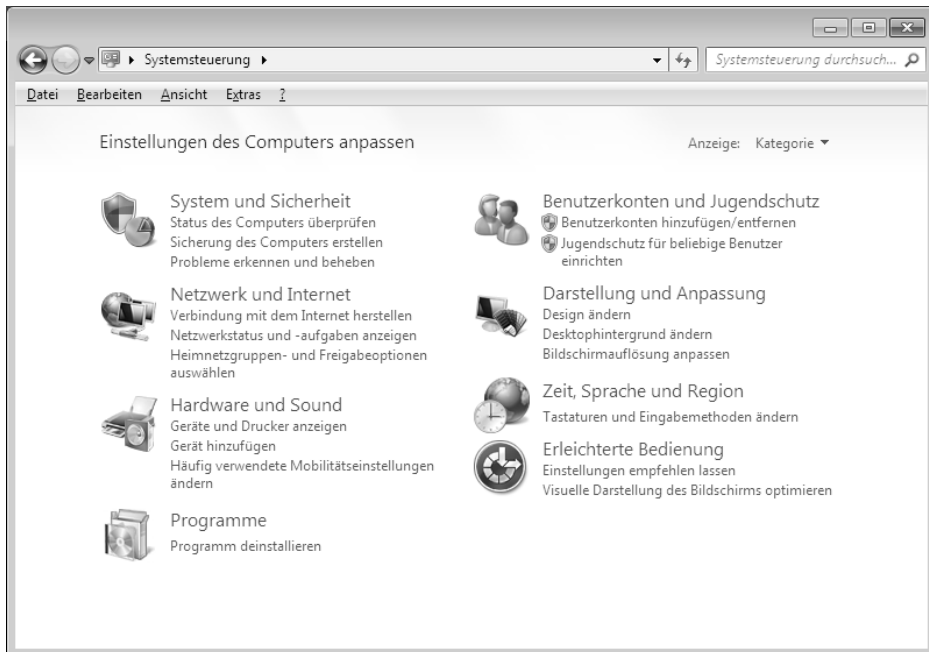 Systemsteuerung
Systemsteuerung durchsuch...
Datei Bearbeiten Ansicht Extras ?
Einstellungen des Computers anpassen
Anzeige: Kategorie
System und Sicherheit
Status des Computers überprüfen
Sicherung des Computers erstellen
Probleme erkennen und beheben
Netzwerk und Internet
Verbindung mit dem Internet herstellen
Netzwerkstatus und -aufgaben anzeigen
Heimnetzgruppen- und Freigabeoptionen
auswählen
Hardware und Sound
Geräte und Drucker anzeigen
Gerät hinzufügen
Häufig verwendete Mobilitätseinstellungen
ändern
Programme
Programm deinstallieren
Benutzerkonten und Jugendschutz
Benutzerkonten hinzufügen/entfernen
Jugendschutz für beliebige Benutzer
einrichten
Darstellung und Anpassung
Design ändern
Desktophintergrund ändern
Bildschirmauflösung anpassen
Zeit, Sprache und Region
Tastaturen und Eingabemethoden ändern
Erleichterte Bedienung
Einstellungen empfehlen lassen
Visuelle Darstellung des Bildschirms optimieren